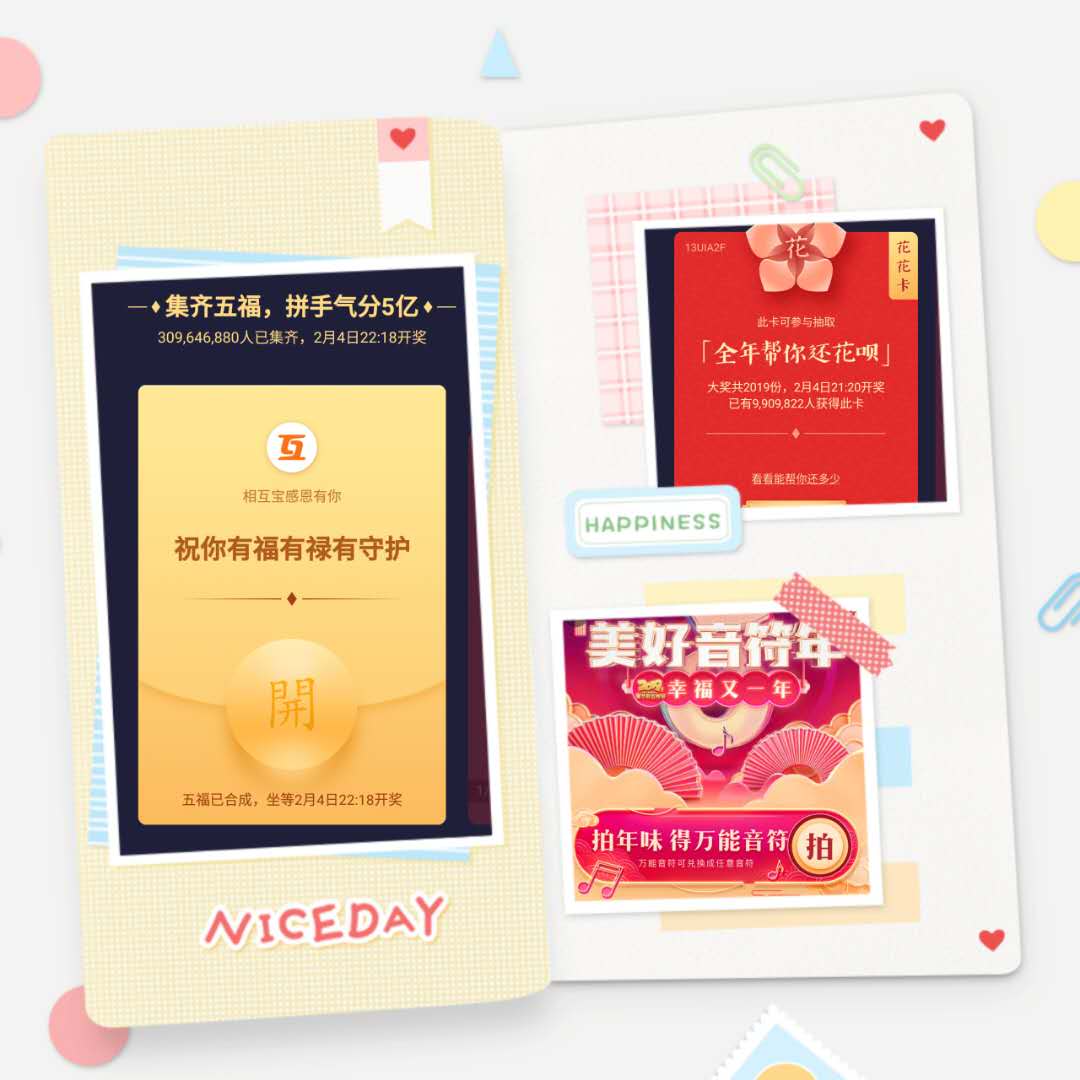 集齐五福，拼手气分5亿
309,646,880人已集齐，2月4日22:18开奖
相互宝感恩有你
祝你有福有禄有守护
開
五福已合成，坐等2月4日22:18开奖
NICEDAY
13UIA2F
花
花花卡
此卡可参与抽取
「全年帮你还花呗」
大奖共2019份，2月4日21:20开奖
已有9,909,822人获得此卡
看看能帮你还多少
HAPPINESS
美好音符年
幸福又一年
拍年味 得万能音符
拍
万能音符可兑换成任意音符